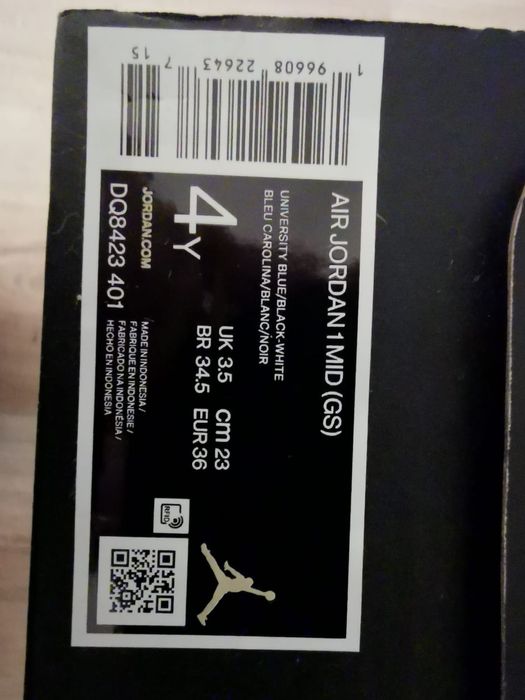 AIR JORDAN 1 MID (GS)
UNIVERSITY BLUE/BLACK-WHITE
BLEU CAROLINA/BLANC/NOIR
4Y
UK 3.5 cm 23
BR 34.5 EUR 36
JORDAN.COM
DQ8423 401
MADE IN INDONESIA /
FABRIQUE EN INDONESIE /
FABRICADO NA INDONÉSIA /
HECHO EN INDONESIA
RFID
1 96608 22643 7
15